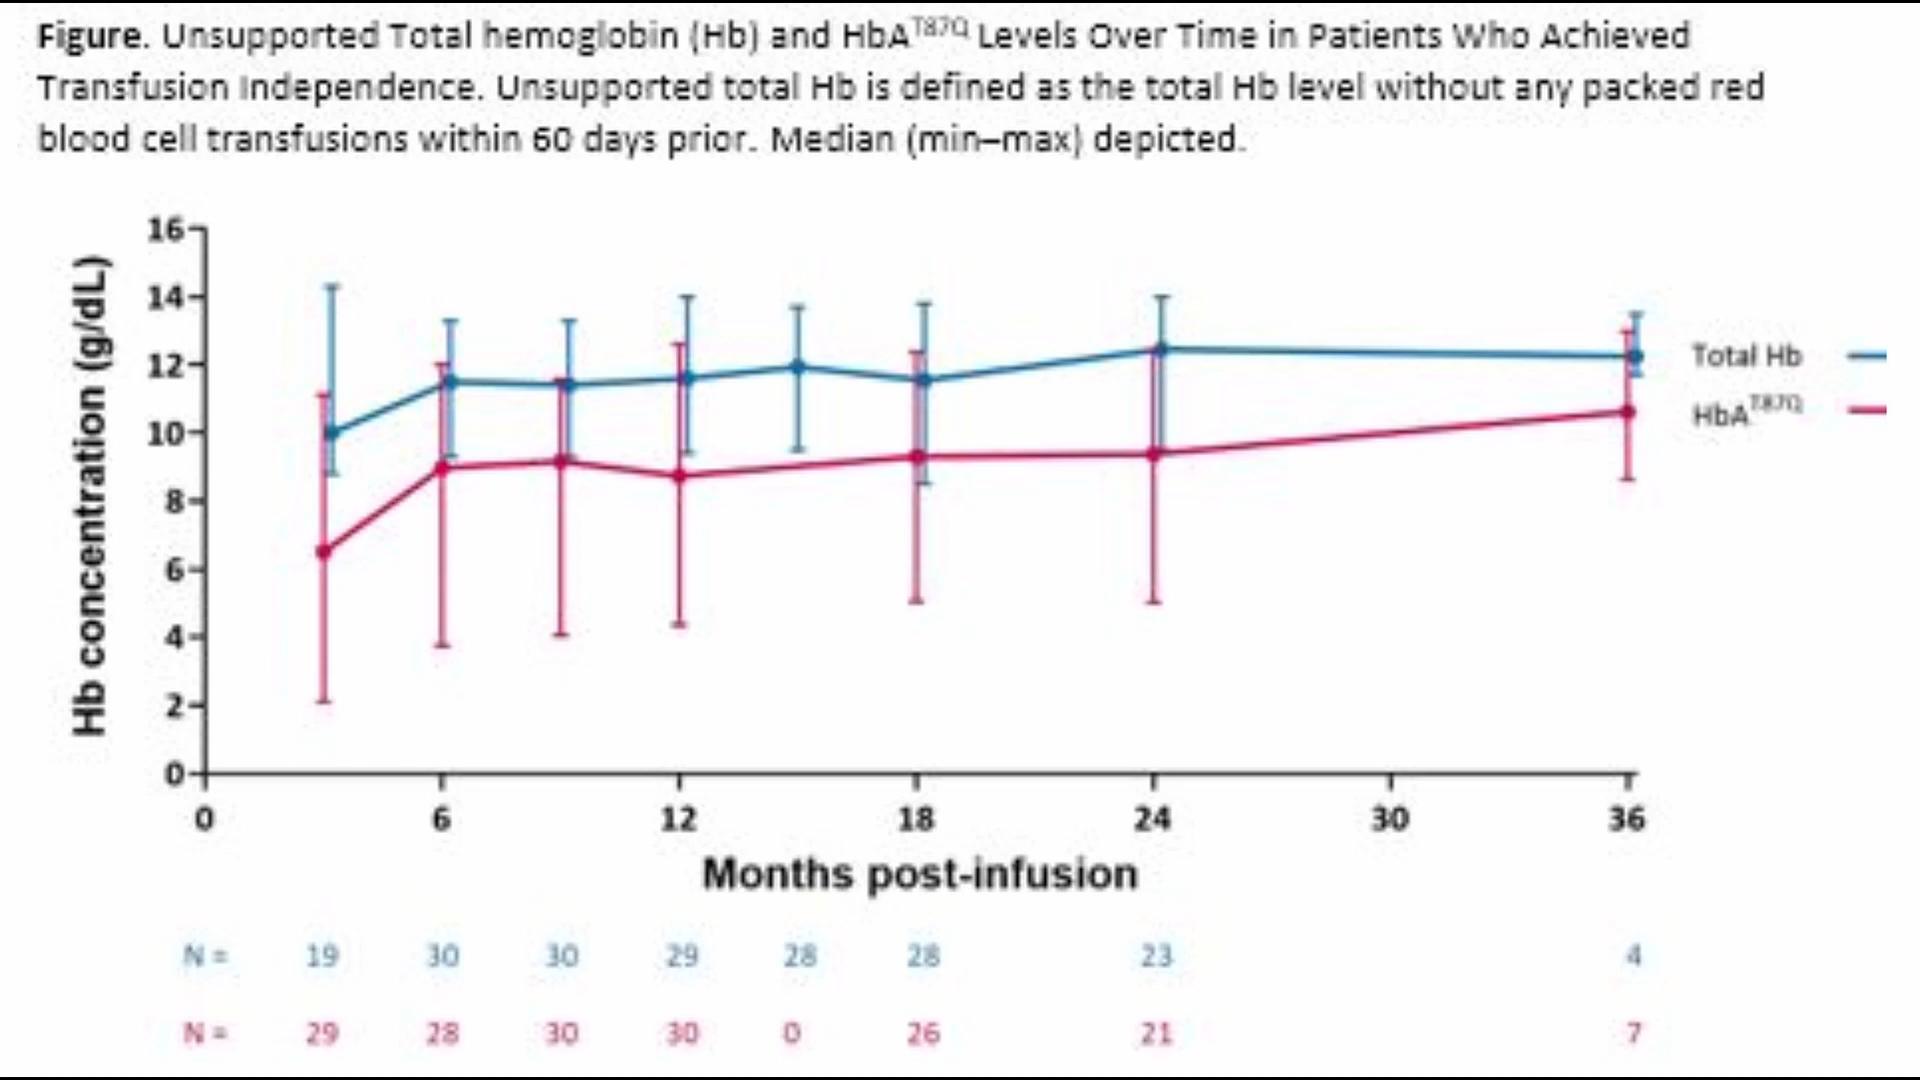 Figure. Unsupported Total hemoglobin (Hb) and HbA^T87Q Levels Over Time in Patients Who Achieved
Transfusion Independence. Unsupported total Hb is defined as the total Hb level without any packed red
blood cell transfusions within 60 days prior. Median (min–max) depicted.
Hb concentration (g/dL)
16
14
12
10
8
6
4
2
0
Total Hb
HbA^T87Q
0 6 12 18 24 30 36
Months post-infusion
N = 19 30 30 29 28 28 23 4
N = 29 28 30 30 0 26 21 7